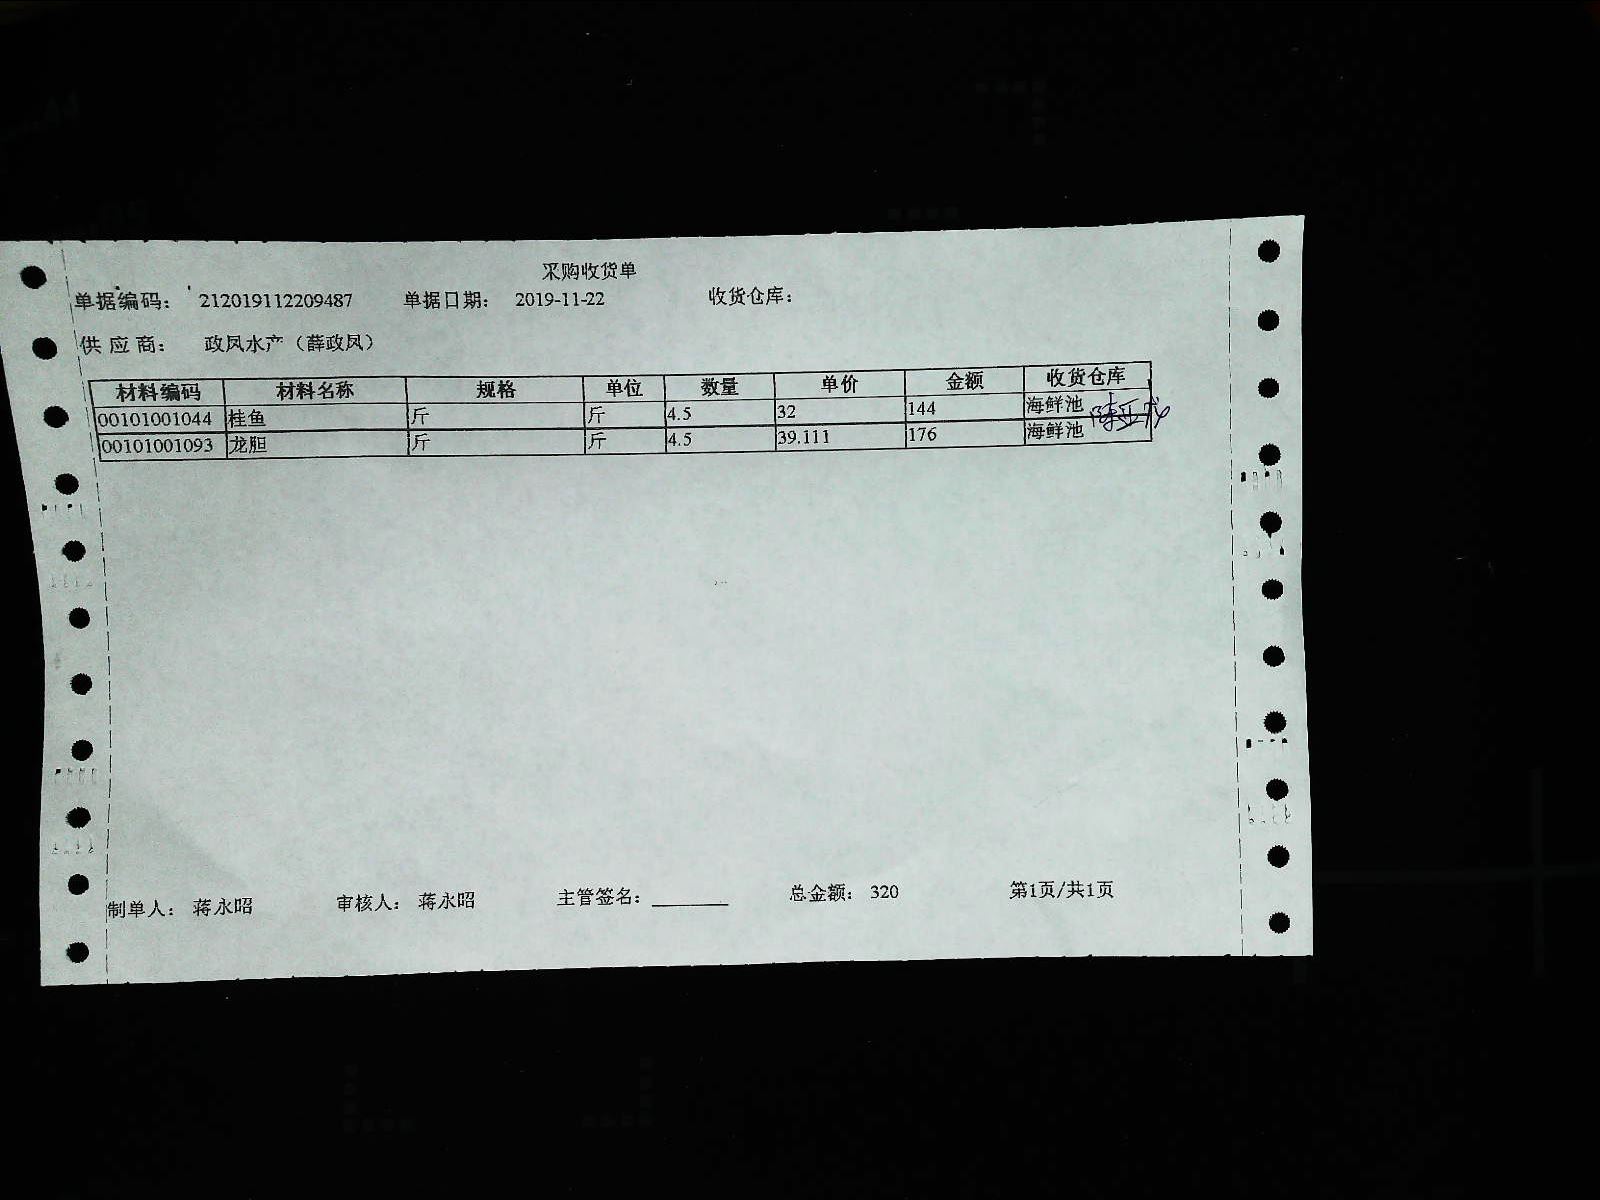 采购收货单
单据编码： 212019112209487 单据日期： 2019-11-22 收货仓库：
供应商： 政凤水产（薛政凤）
材料编码 材料名称 规格 单位 数量 单价 金额 收货仓库
00101001044 桂鱼 斤 斤 4.5 32 144 海鲜池
00101001093 龙胆 斤 斤 4.5 39.111 176 海鲜池
制单人： 蒋永昭 审核人： 蒋永昭 主管签名： 总金额： 320 第1页/共1页